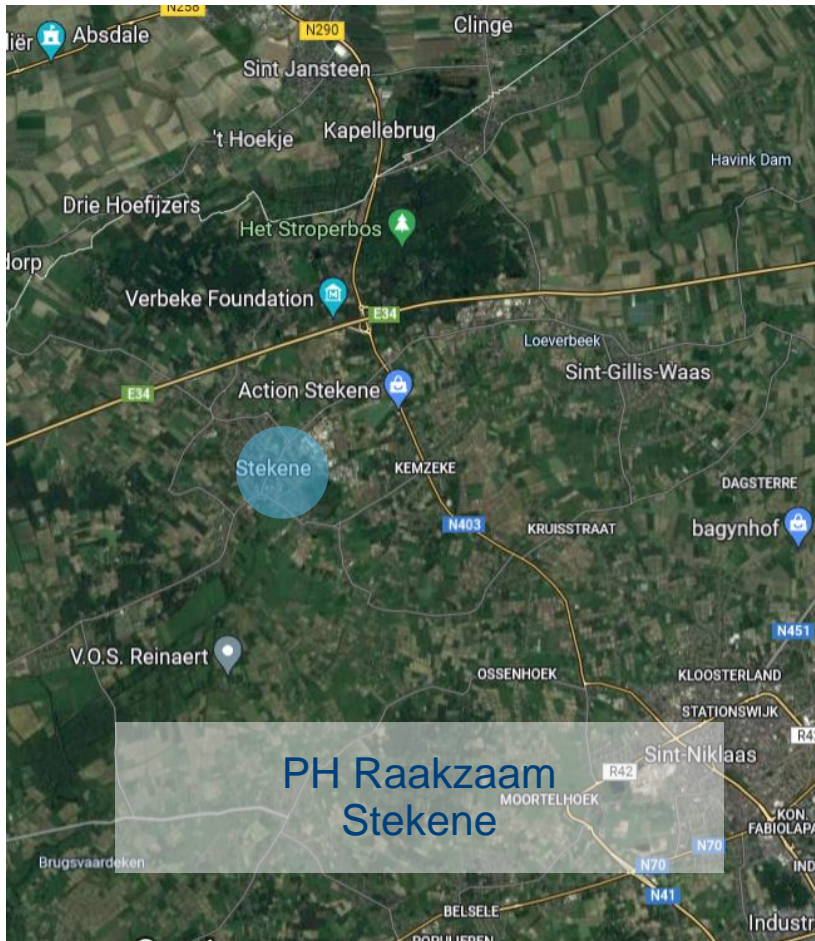 N258
N290
Clinge
Absdale
liër
Sint Jansteen
't Hoekje
Kapellebrug
Havink Dam
Drie Hoefijzers
Het Stroperbos
dorp
Verbeke Foundation
E34
Loeverbeek
Sint-Gillis-Waas
E34
Action Stekene
Stekene
KEMZEKE
DAGSTERRE
N403
KRUISSTRAAT
bagynhof
N451
V.O.S. Reinaert
OSSENHOEK
KLOOSTERLAND
STATIONSWIJK
R42
Sint-Niklaas
PH Raakzaam
Stekene
R42
MOORTELHOEK
KON.
FABIOLAPA
Brugsvaardeken
N70
N70
IND
N41
BELSELE
Industr